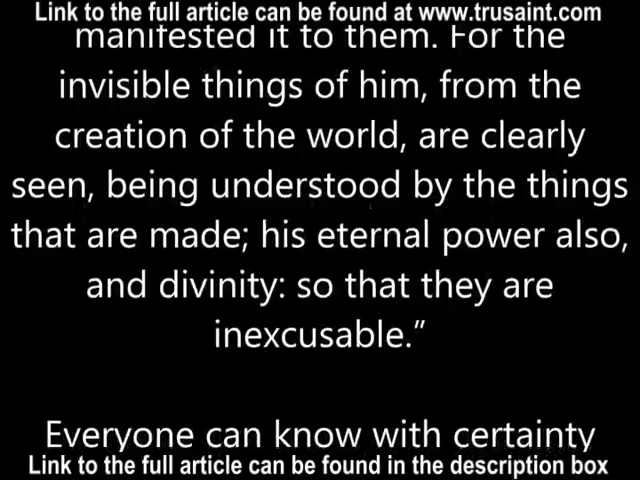 Link to the full article can be found at www.trusaint.com
manifested it to them. For the
invisible things of him, from the
creation of the world, are clearly
seen, being understood by the things
that are made; his eternal power also,
and divinity: so that they are
inexcusable.”
Everyone can know with certainty
Link to the full article can be found in the description box